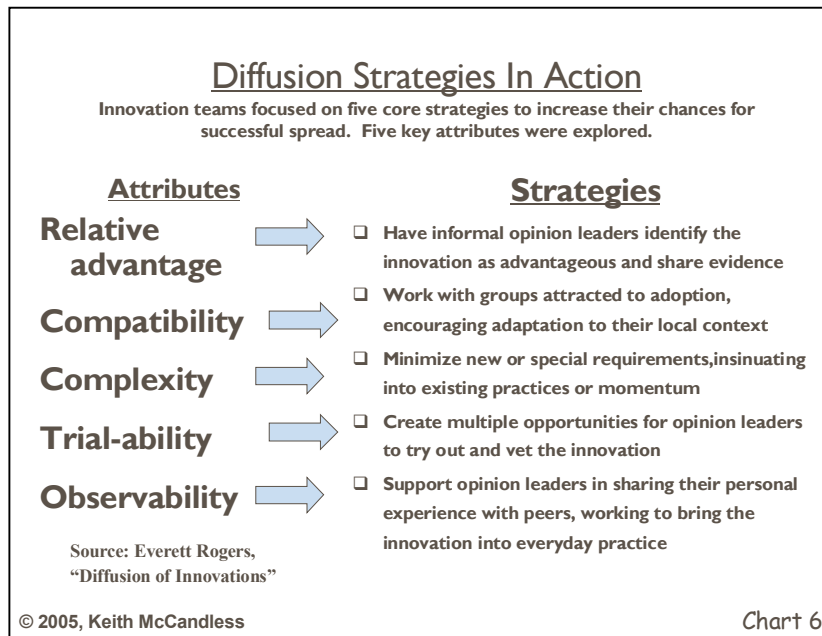 Diffusion Strategies In Action
Innovation teams focused on five core strategies to increase their chances for
successful spread. Five key attributes were explored.
Attributes
Strategies
Relative
advantage
❑ Have informal opinion leaders identify the
innovation as advantageous and share evidence
Compatibility
❑ Work with groups attracted to adoption,
encouraging adaptation to their local context
Complexity
❑ Minimize new or special requirements,insinuating
into existing practices or momentum
Trial-ability
❑ Create multiple opportunities for opinion leaders
to try out and vet the innovation
Observability
❑ Support opinion leaders in sharing their personal
experience with peers, working to bring the
innovation into everyday practice
Source: Everett Rogers,
“Diffusion of Innovations”
© 2005, Keith McCandless
Chart 6